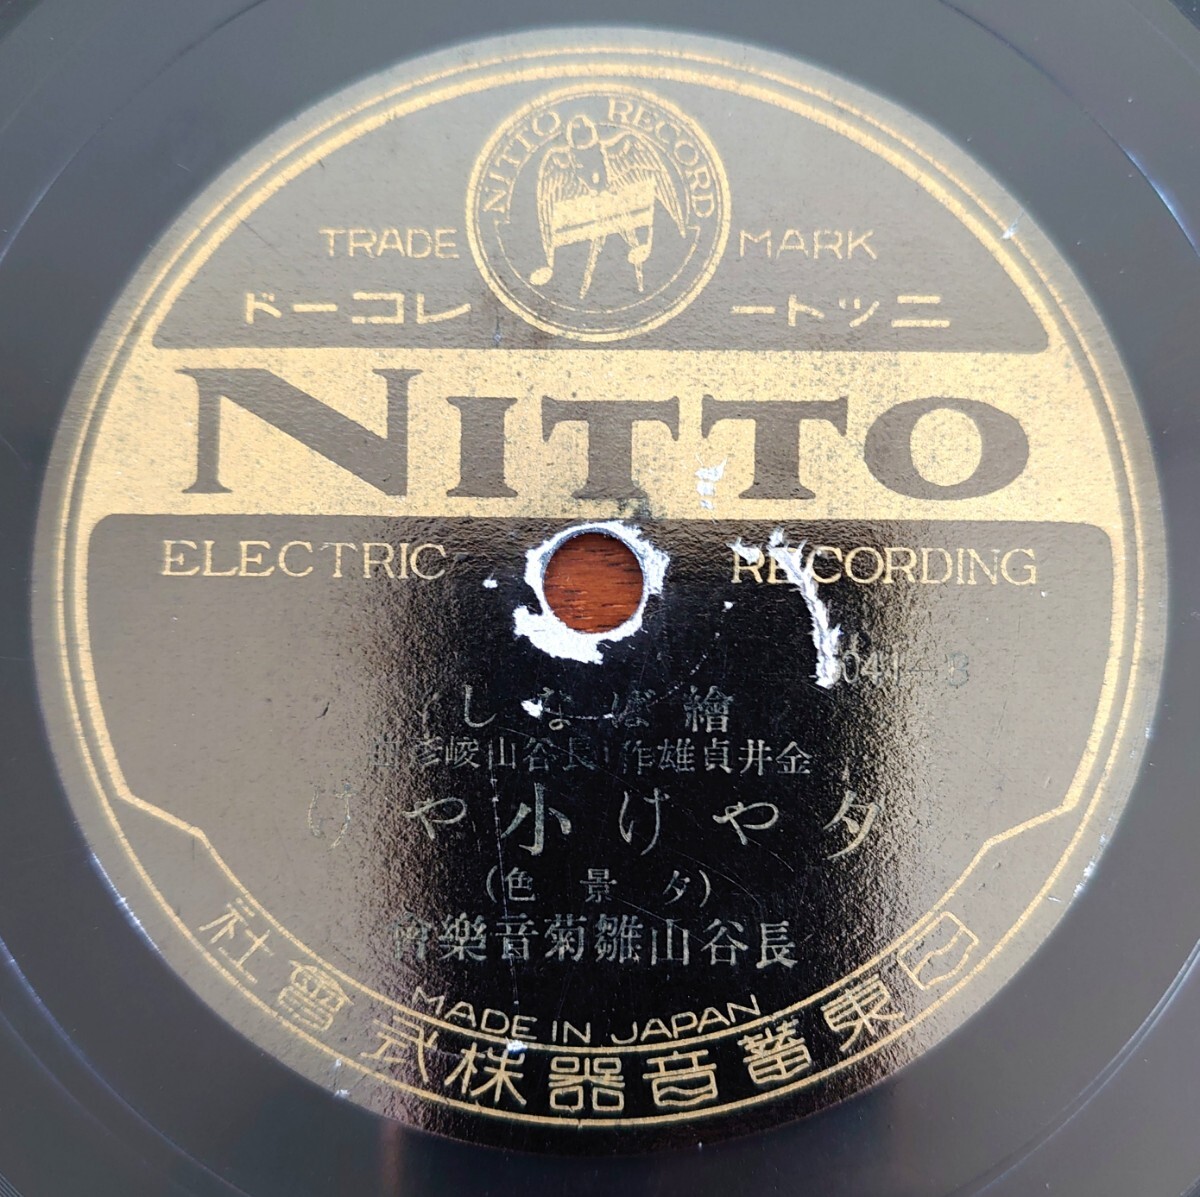 NITTO RECORD
TRADE MARK
ニットー レコード
NITTO
ELECTRIC RECORDING
041-B
繪ばなし
金井貞雄作 長谷山峻彦曲
夕やけ小やけ
(夕景色)
長谷山雛菊音樂會
MADE IN JAPAN
日東蓄音器株式會社